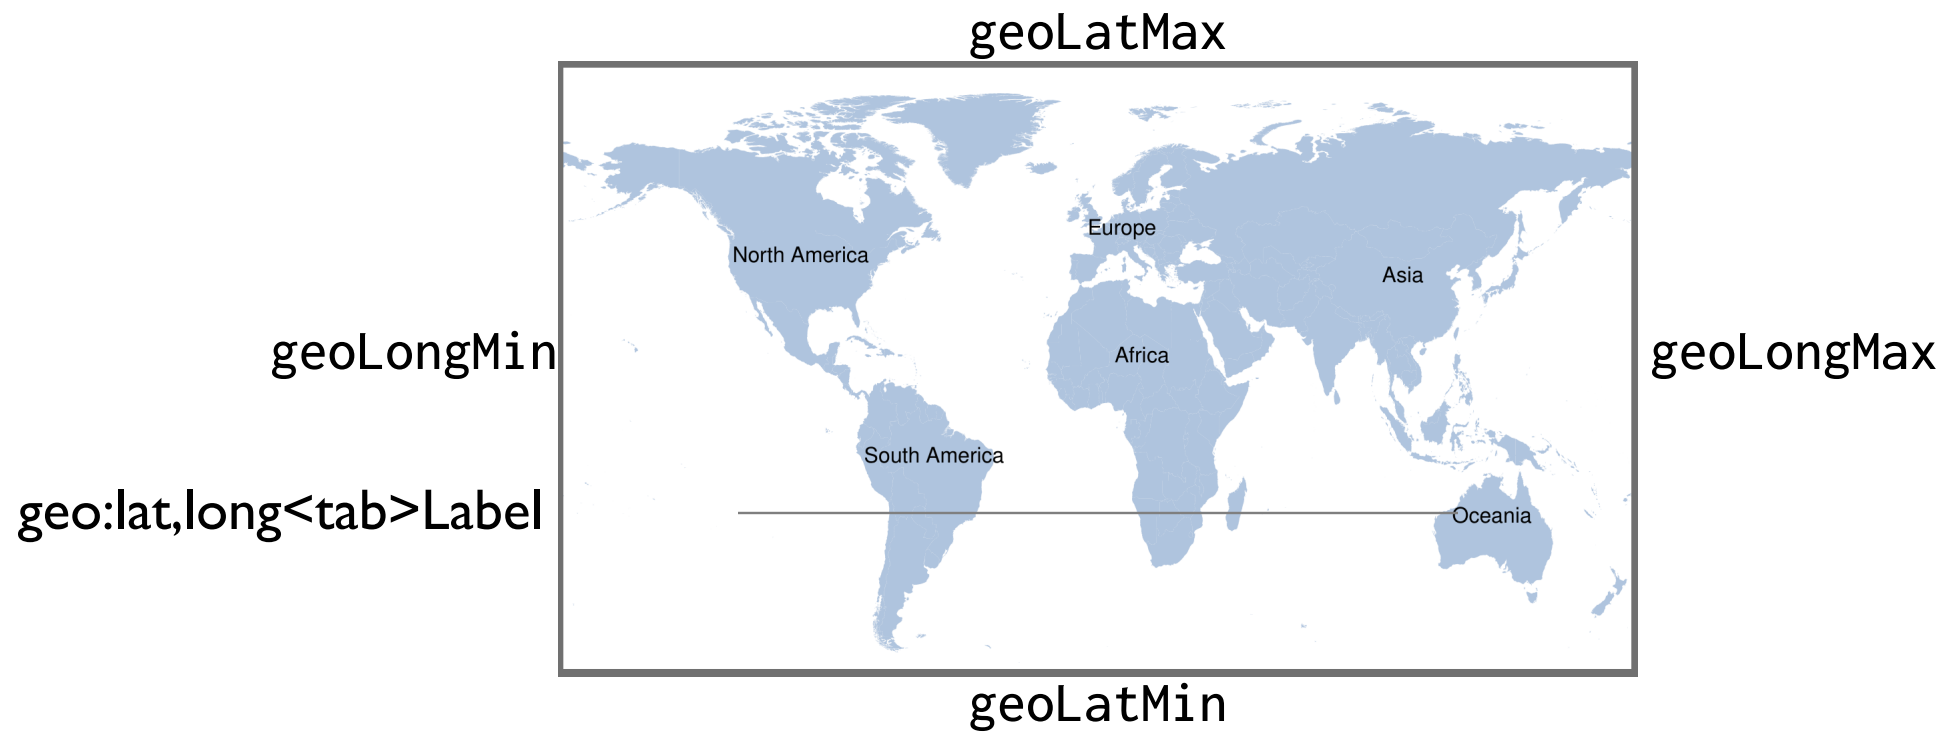 geoLatMax
Europe
North America
Asia
geoLongMin
Africa
geoLongMax
South America
geo:lat,long<tab>Label
Oceania
geoLatMin